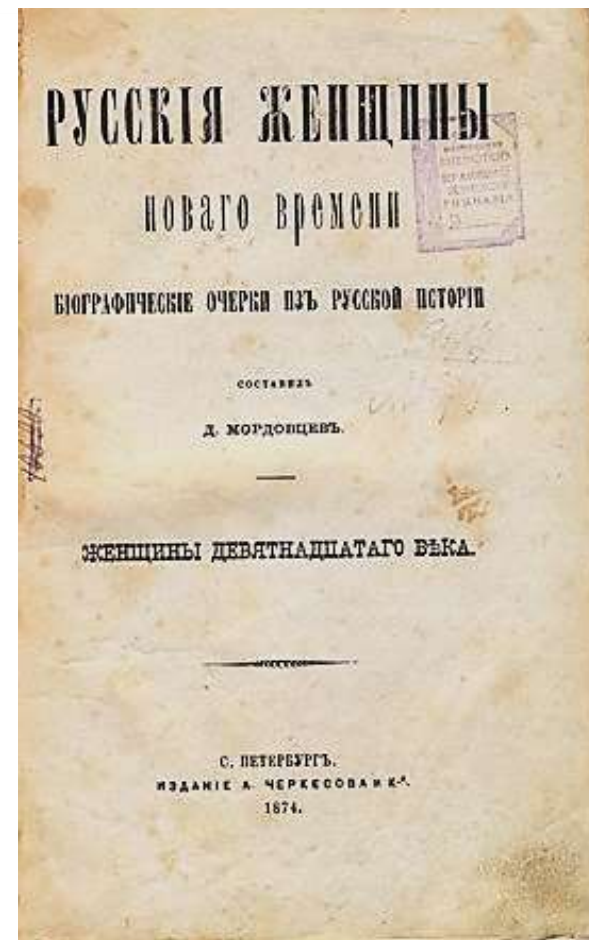 РУССКІЯ ЖЕНЩИНЫ
новаго времени
БІОГРАФИЧЕСКІЕ ОЧЕРКИ ИЗЪ РУССКОЙ ИСТОРІИ
СОСТАВИЛЪ
Д. МОРДОВЦЕВЪ.
ЖЕНЩИНЫ ДЕВЯТНАДЦАТАГО ВѢКА.
С. ПЕТЕРБУРГЪ.
ИЗДАНІЕ А. ЧЕРКЕСОВА И К-º.
1874.